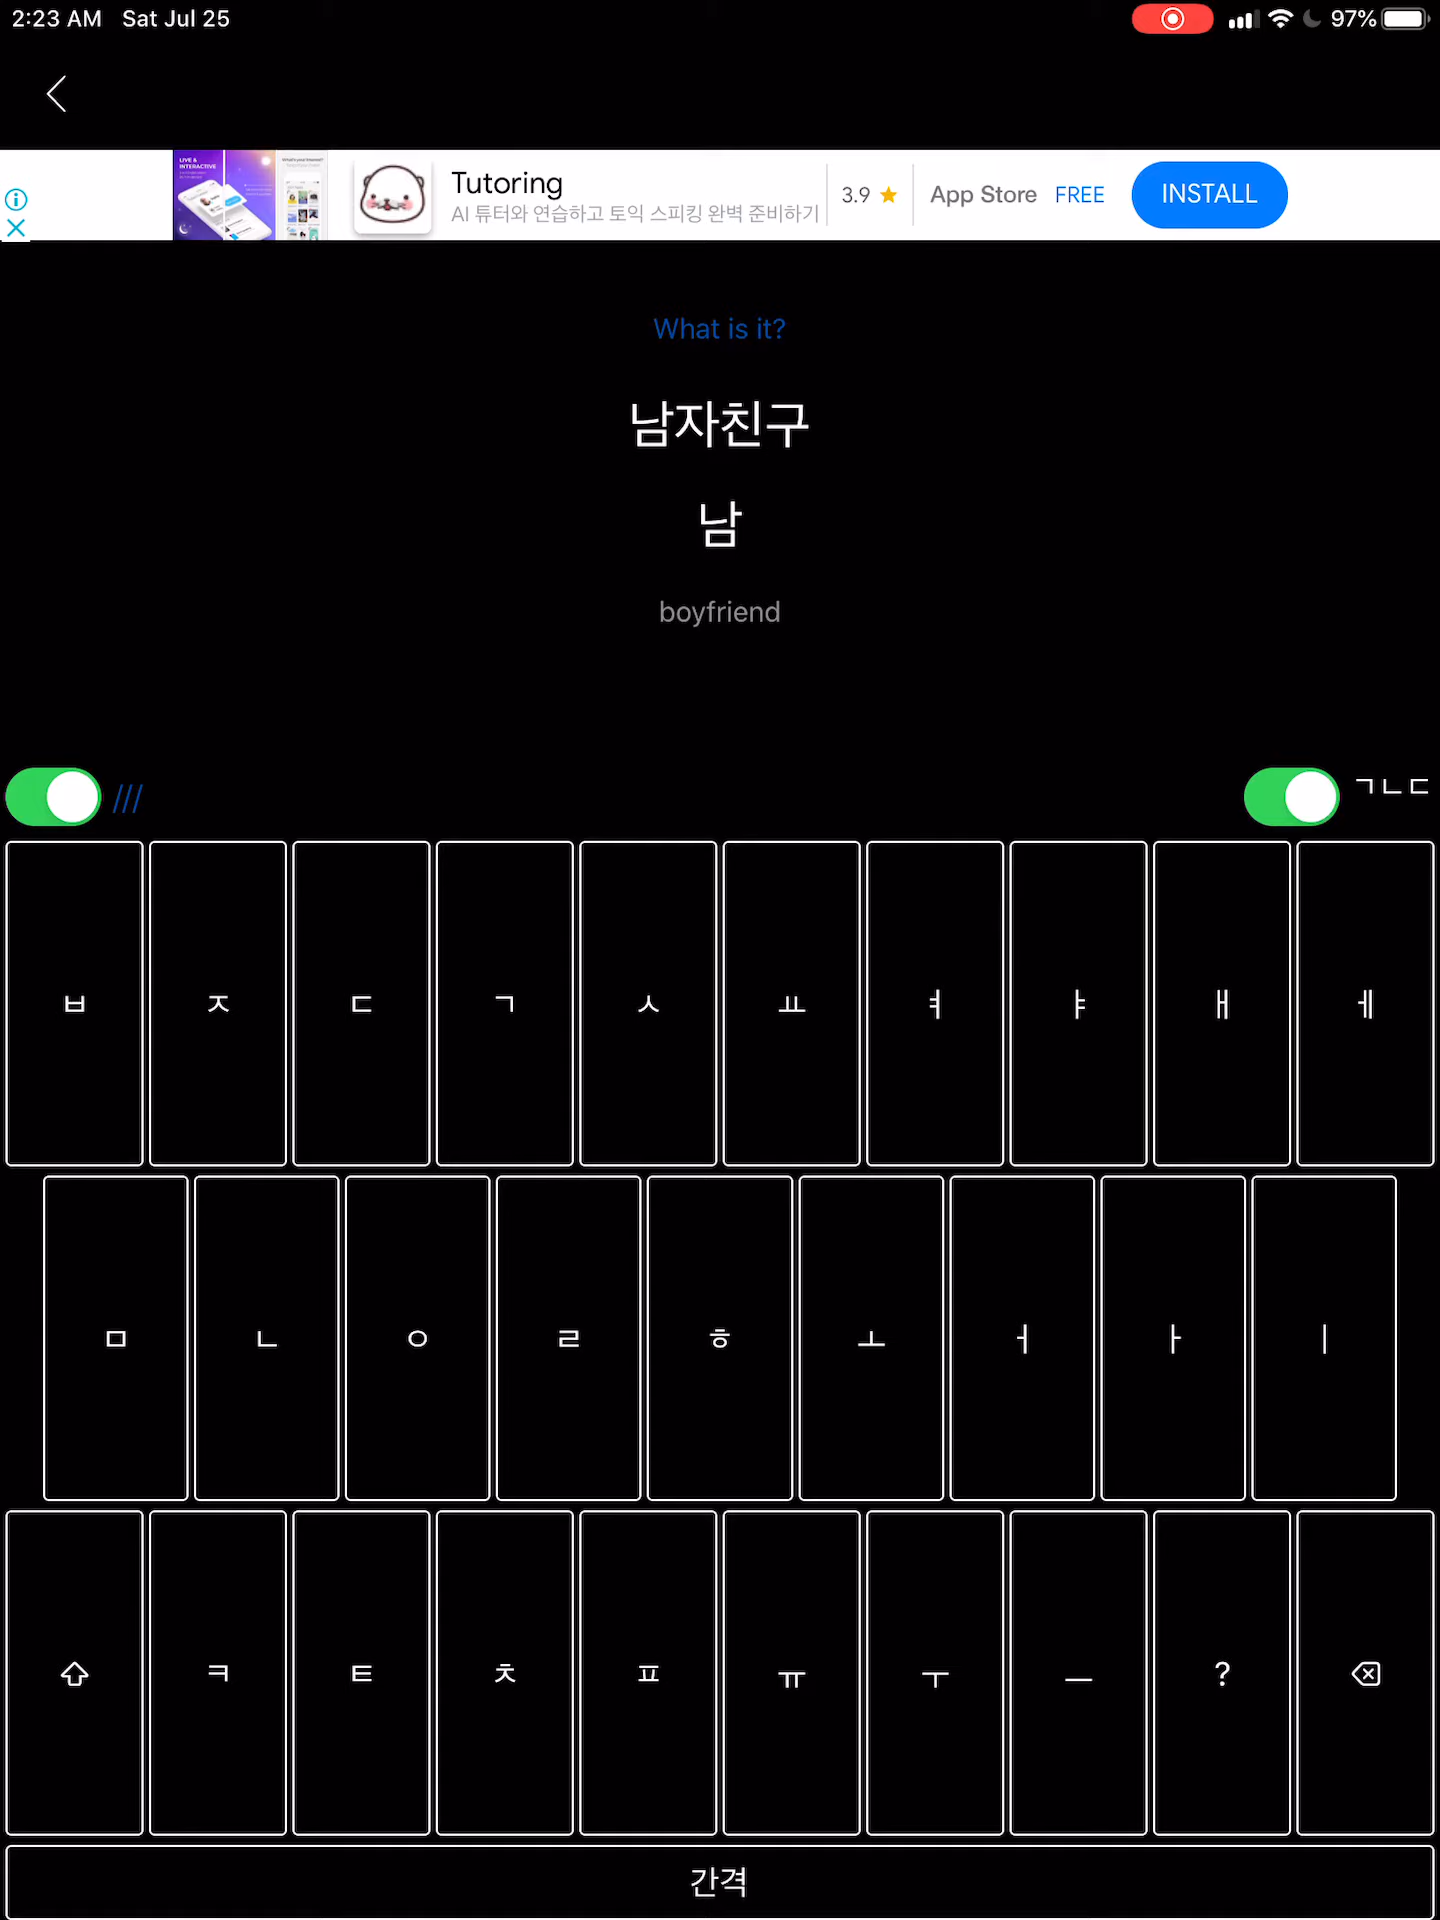 2:23 AM Sat Jul 25 97%
LIVE & INTERACTIVE
Tutoring
AI 튜터와 연습하고 토익 스피킹 완벽 준비하기
3.9 ★ App Store FREE INSTALL
What is it?
남자친구
남
boyfriend
/// ㄱㄴㄷ
ㅂ ㅈ ㄷ ㄱ ㅅ ㅛ ㅕ ㅑ ㅐ ㅔ
ㅁ ㄴ ㅇ ㄹ ㅎ ㅗ ㅓ ㅏ ㅣ
ㅋ ㅌ ㅊ ㅍ ㅠ ㅜ ㅡ ?
간격